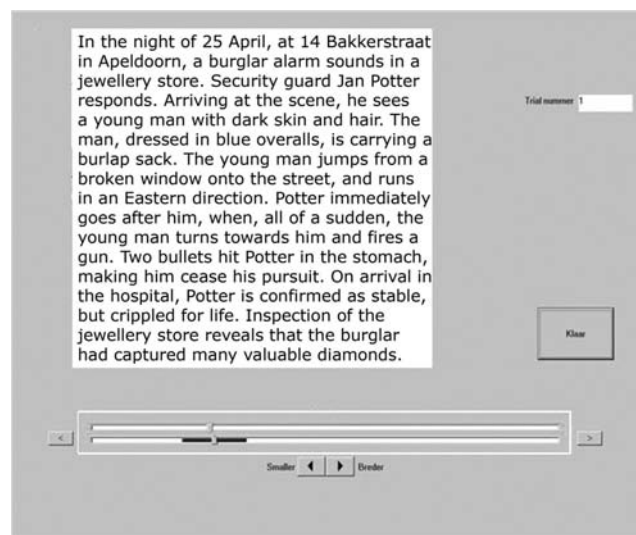 In the night of 25 April, at 14 Bakkerstraat
in Apeldoorn, a burglar alarm sounds in a
jewellery store. Security guard Jan Potter
responds. Arriving at the scene, he sees
a young man with dark skin and hair. The
man, dressed in blue overalls, is carrying a
burlap sack. The young man jumps from a
broken window onto the street, and runs
in an Eastern direction. Potter immediately
goes after him, when, all of a sudden, the
young man turns towards him and fires a
gun. Two bullets hit Potter in the stomach,
making him cease his pursuit. On arrival in
the hospital, Potter is confirmed as stable,
but crippled for life. Inspection of the
jewellery store reveals that the burglar
had captured many valuable diamonds.
Trial nummer 1
Klaar
< >
Smaller Breder